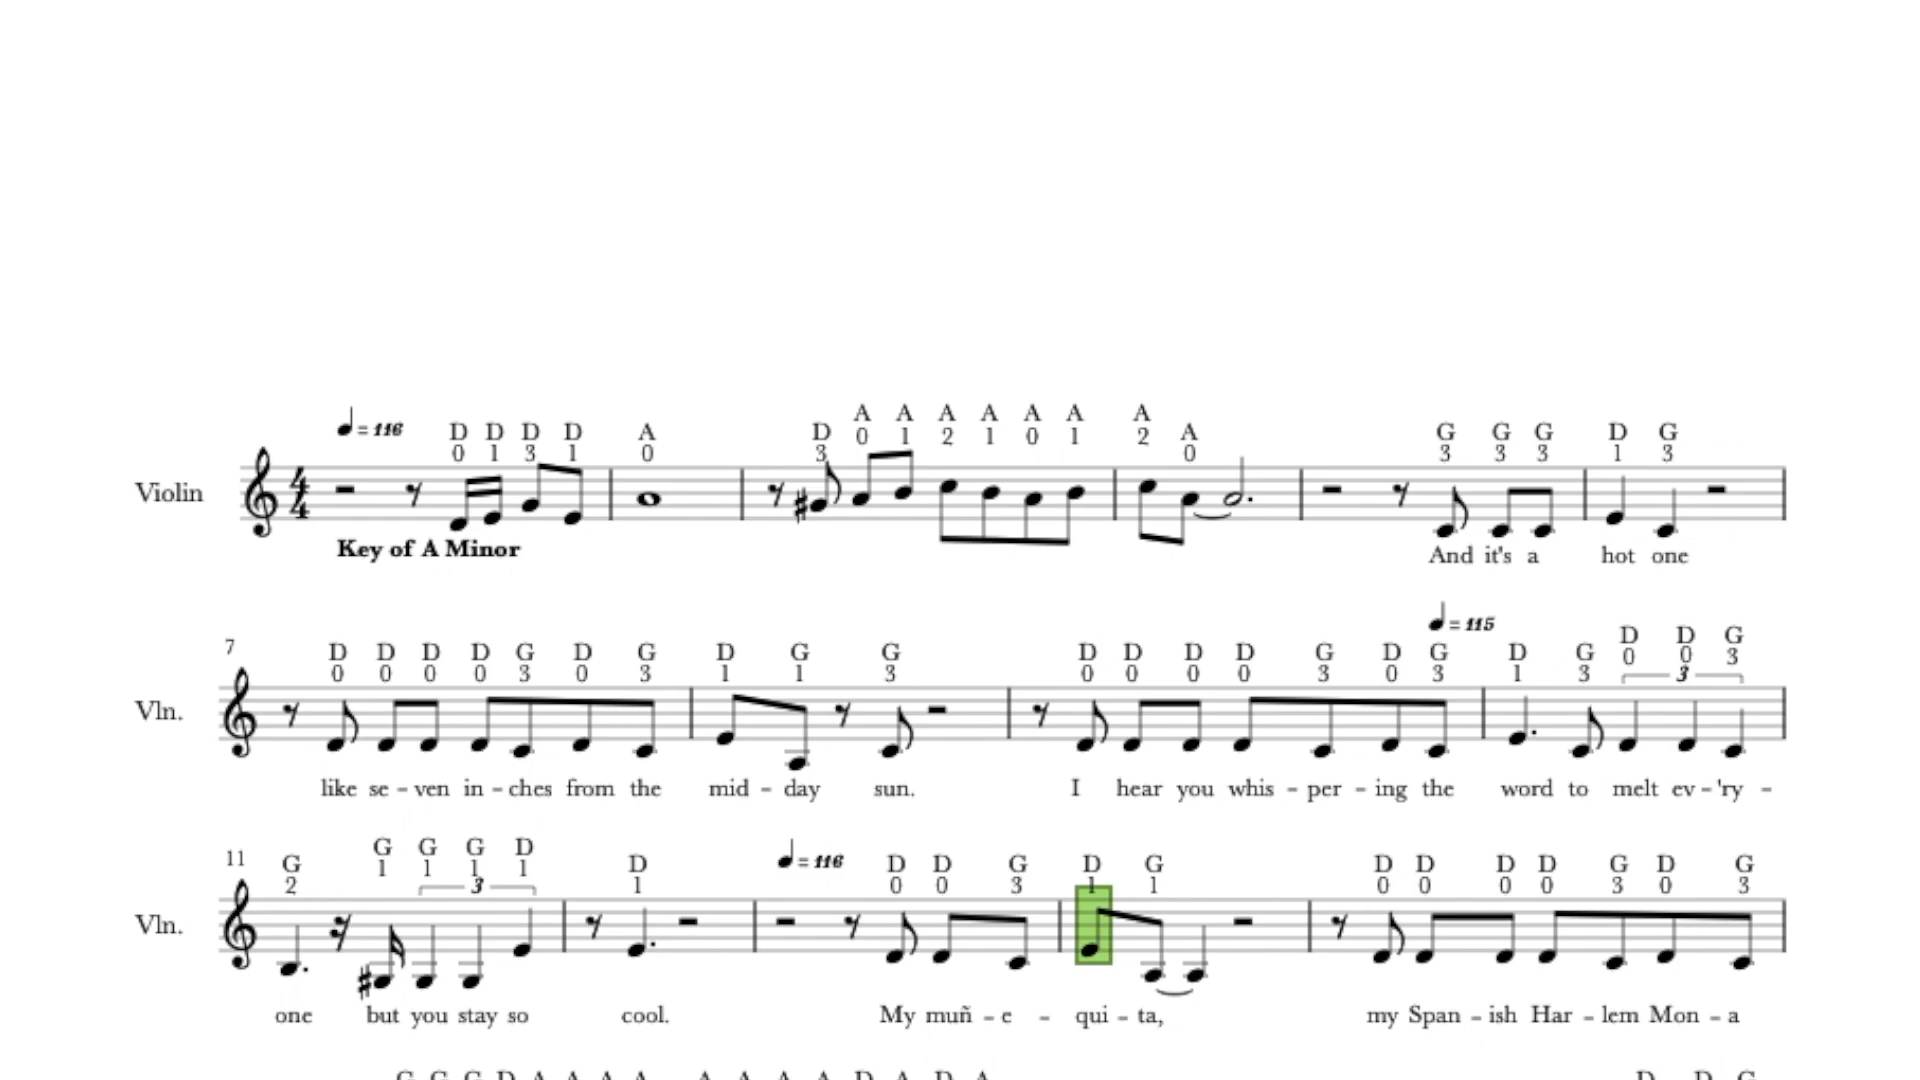 A A A A A A A
♩ = 116 D D D D A D 0 1 2 1 0 1 2 A G G G D G
0 1 3 1 0 3 0 3 3 3 1 3
Violin 4/4
Key of A Minor And it's a hot one
♩ = 115
7 D D D D G D G D G G D D D D G D G D G D D G
0 0 0 0 3 0 3 1 1 3 0 0 0 0 3 0 3 1 3 0 0 3
3
Vln.
like se - ven in - ches from the mid - day sun. I hear you whis - per - ing the word to melt ev - 'ry -
11 G G G G D D ♩ = 116 D D G D G D D D D G D G
2 1 1 1 1 1 0 0 3 1 1 0 0 0 0 3 0 3
3
Vln.
one but you stay so cool. My muñ - e - qui - ta, my Span - ish Har - lem Mon - a